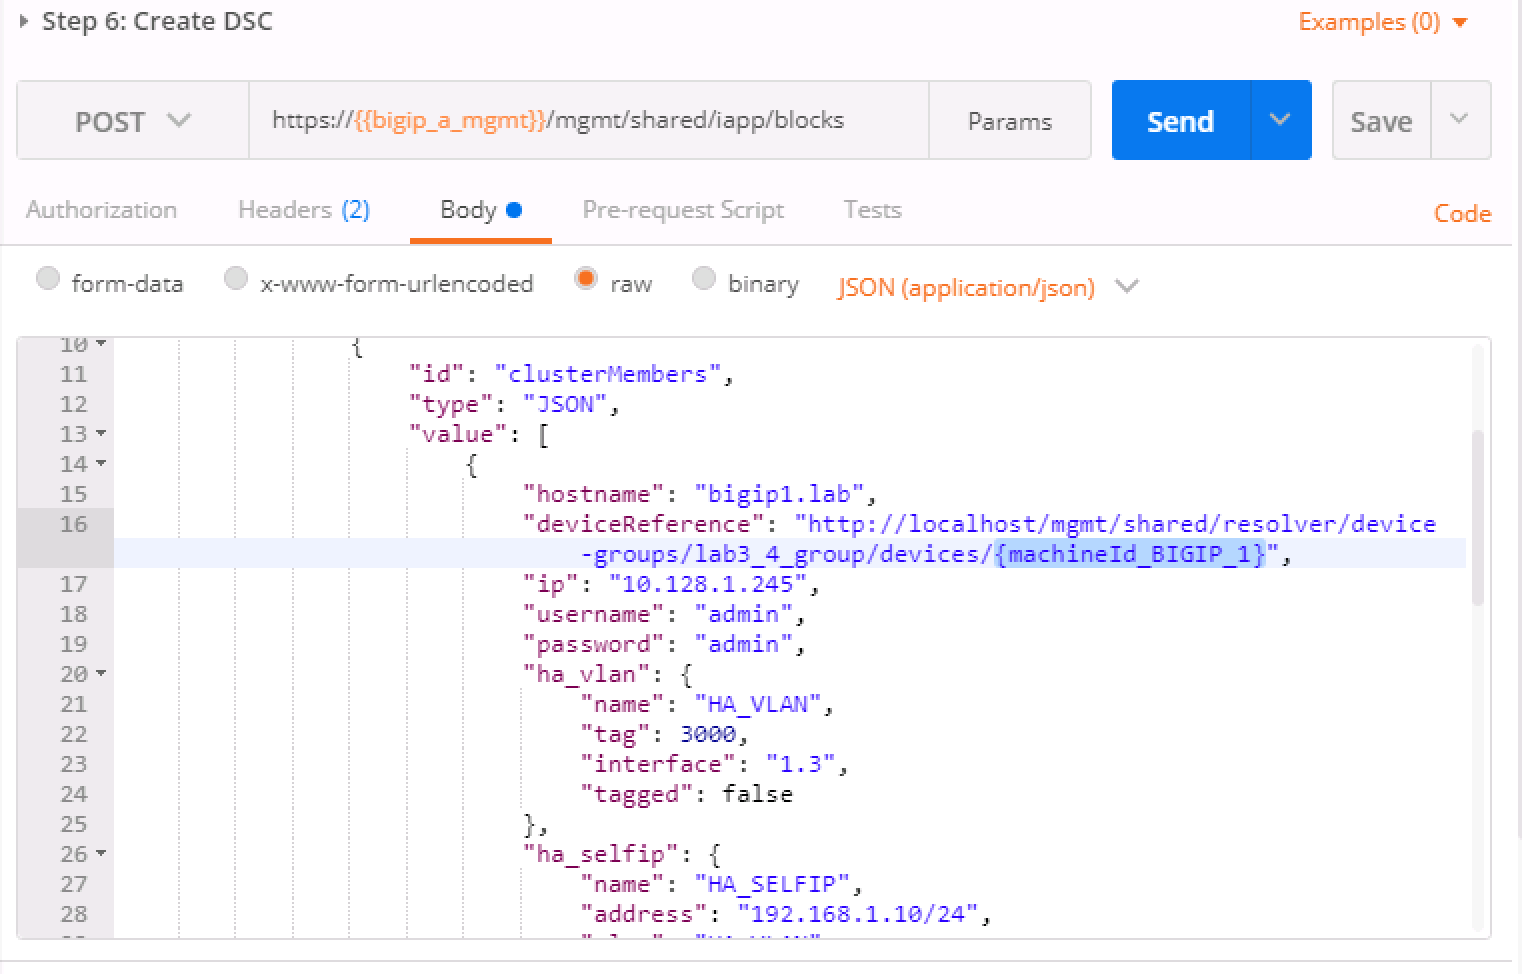 Step 6: Create DSC
Examples (0)
POST
https://{{bigip_a_mgmt}}/mgmt/shared/iapp/blocks
Params
Send
Save
Authorization
Headers (2)
Body
Pre-request Script
Tests
Code
form-data
x-www-form-urlencoded
raw
binary
JSON (application/json)
10 {
11 "id": "clusterMembers",
12 "type": "JSON",
13 "value": [
14 {
15 "hostname": "bigip1.lab",
16 "deviceReference": "http://localhost/mgmt/shared/resolver/device
-groups/lab3_4_group/devices/{machineId_BIGIP_1}",
17 "ip": "10.128.1.245",
18 "username": "admin",
19 "password": "admin",
20 "ha_vlan": {
21 "name": "HA_VLAN",
22 "tag": 3000,
23 "interface": "1.3",
24 "tagged": false
25 },
26 "ha_selfip": {
27 "name": "HA_SELFIP",
28 "address": "192.168.1.10/24",